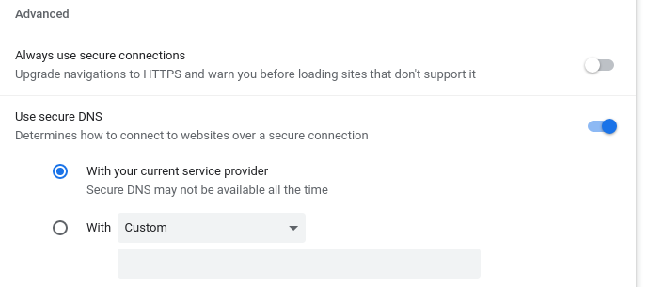 Advanced
Always use secure connections
Upgrade navigations to HTTPS and warn you before loading sites that don't support it
Use secure DNS
Determines how to connect to websites over a secure connection
With your current service provider
Secure DNS may not be available all the time
With Custom